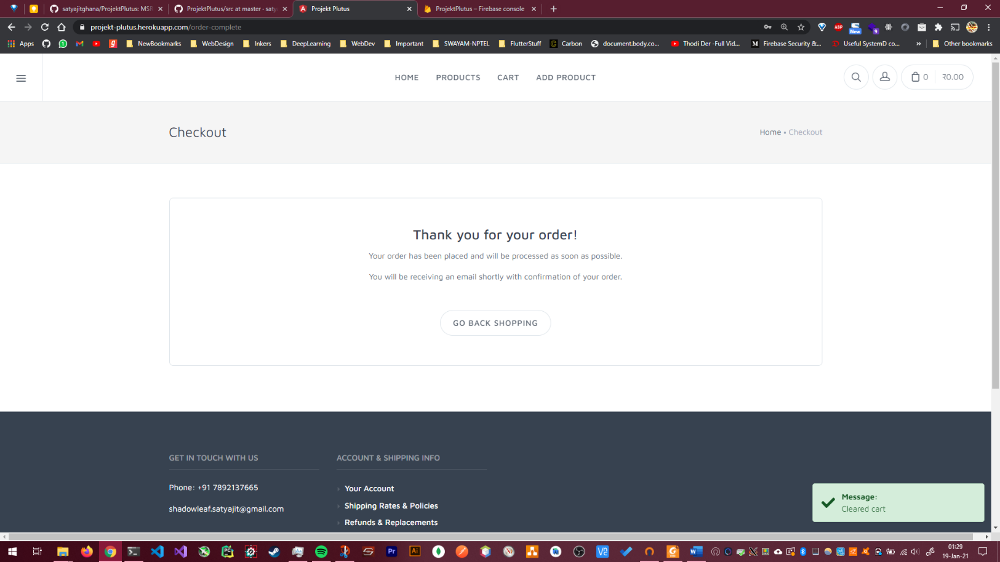 satyajitghana/ProjektPlutus: MSR
ProjektPlutus/src at master · saty
Projekt Plutus
ProjektPlutus – Firebase console
projekt-plutus.herokuapp.com/order-complete
ABP
New
9
Apps
NewBookmarks
WebDesign
Inkers
DeepLearning
WebDev
Important
SWAYAM-NPTEL
FlutterStuff
Carbon
document.body.co...
Thodi Der -Full Vid...
Firebase Security &...
Useful SystemD co...
»
Other bookmarks
HOME
PRODUCTS
CART
ADD PRODUCT
0
₹0.00
Checkout
Home • Checkout
Thank you for your order!
Your order has been placed and will be processed as soon as possible.
You will be receiving an email shortly with confirmation of your order.
GO BACK SHOPPING
GET IN TOUCH WITH US
Phone: +91 7892137665
shadowleaf.satyajit@gmail.com
ACCOUNT & SHIPPING INFO
Your Account
Shipping Rates & Policies
Refunds & Replacements
Message:
Cleared cart
01:29
19-Jan-21